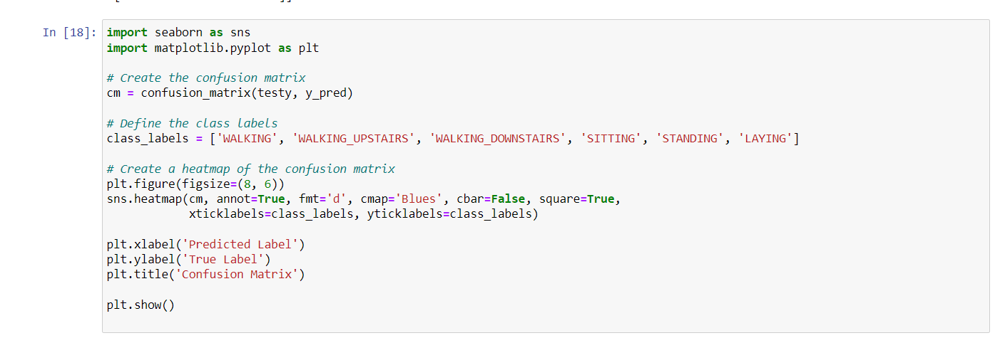 In [18]: import seaborn as sns
import matplotlib.pyplot as plt

# Create the confusion matrix
cm = confusion_matrix(testy, y_pred)

# Define the class labels
class_labels = ['WALKING', 'WALKING_UPSTAIRS', 'WALKING_DOWNSTAIRS', 'SITTING', 'STANDING', 'LAYING']

# Create a heatmap of the confusion matrix
plt.figure(figsize=(8, 6))
sns.heatmap(cm, annot=True, fmt='d', cmap='Blues', cbar=False, square=True,
            xticklabels=class_labels, yticklabels=class_labels)

plt.xlabel('Predicted Label')
plt.ylabel('True Label')
plt.title('Confusion Matrix')

plt.show()